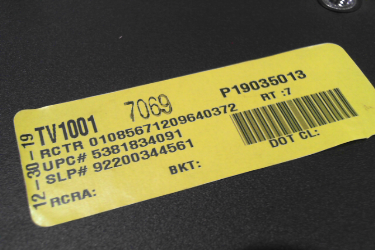 12-30-19
TV1001 7069 P19035013
RCTR 01085671209640372 RT :7
UPC# 5381834091
SLP# 92200344561 DOT CL:
RCRA: BKT: